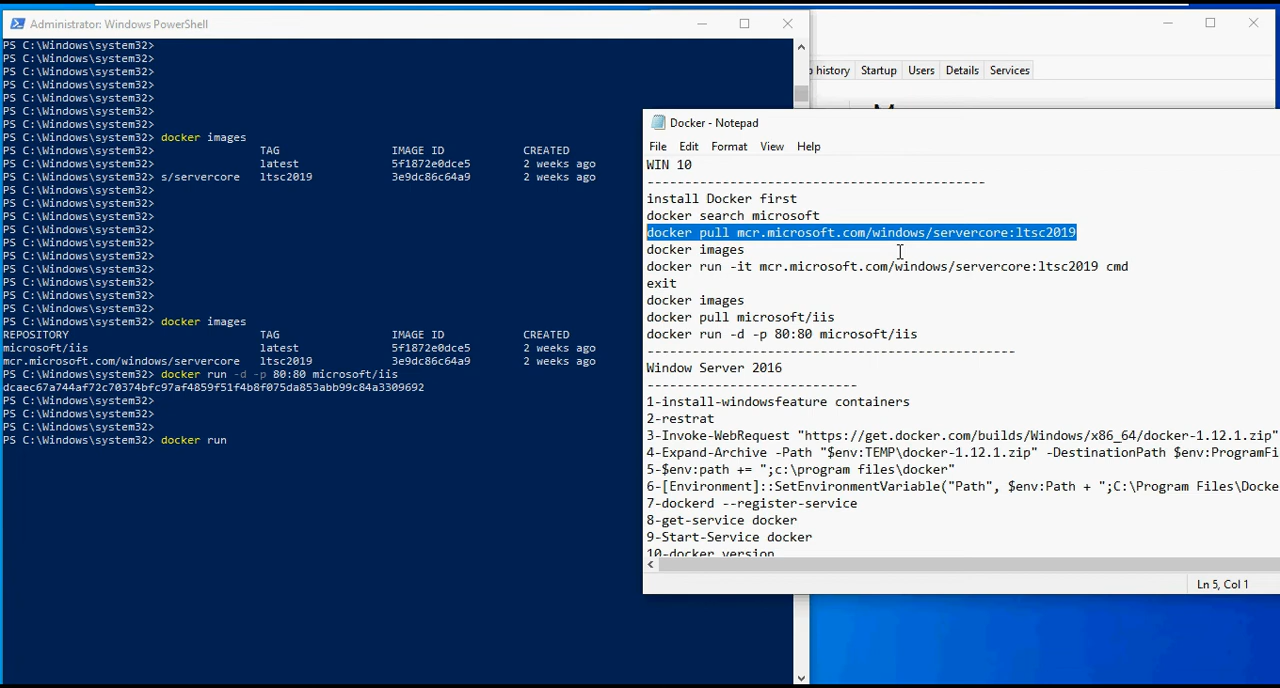 Administrator: Windows PowerShell
PS C:\Windows\system32>
PS C:\Windows\system32>
PS C:\Windows\system32>
PS C:\Windows\system32>
PS C:\Windows\system32>
PS C:\Windows\system32>
PS C:\Windows\system32>
PS C:\Windows\system32> docker images
PS C:\Windows\system32> TAG IMAGE ID CREATED
PS C:\Windows\system32> latest 5f1872e0dce5 2 weeks ago
PS C:\Windows\system32> s/servercore ltsc2019 3e9dc86c64a9 2 weeks ago
PS C:\Windows\system32>
PS C:\Windows\system32>
PS C:\Windows\system32>
PS C:\Windows\system32>
PS C:\Windows\system32>
PS C:\Windows\system32>
PS C:\Windows\system32>
PS C:\Windows\system32>
PS C:\Windows\system32>
PS C:\Windows\system32>
PS C:\Windows\system32> docker images
REPOSITORY TAG IMAGE ID CREATED
microsoft/iis latest 5f1872e0dce5 2 weeks ago
mcr.microsoft.com/windows/servercore ltsc2019 3e9dc86c64a9 2 weeks ago
PS C:\Windows\system32> docker run -d -p 80:80 microsoft/iis
dcaec67a744af72c70374bfc97af4859f51f4b8f075da853abb99c84a3309692
PS C:\Windows\system32>
PS C:\Windows\system32>
PS C:\Windows\system32>
PS C:\Windows\system32> docker run
history Startup Users Details Services
Docker - Notepad
File Edit Format View Help
WIN 10
---------------------------------------------
install Docker first
docker search microsoft
docker pull mcr.microsoft.com/windows/servercore:ltsc2019
docker images
docker run -it mcr.microsoft.com/windows/servercore:ltsc2019 cmd
exit
docker images
docker pull microsoft/iis
docker run -d -p 80:80 microsoft/iis
-------------------------------------------------
Window Server 2016
----------------------------
1-install-windowsfeature containers
2-restrat
3-Invoke-WebRequest "https://get.docker.com/builds/Windows/x86_64/docker-1.12.1.zip"
4-Expand-Archive -Path "$env:TEMP\docker-1.12.1.zip" -DestinationPath $env:ProgramFi
5-$env:path += ";c:\program files\docker"
6-[Environment]::SetEnvironmentVariable("Path", $env:Path + ";C:\Program Files\Docke
7-dockerd --register-service
8-get-service docker
9-Start-Service docker
10-docker version
Ln 5, Col 1